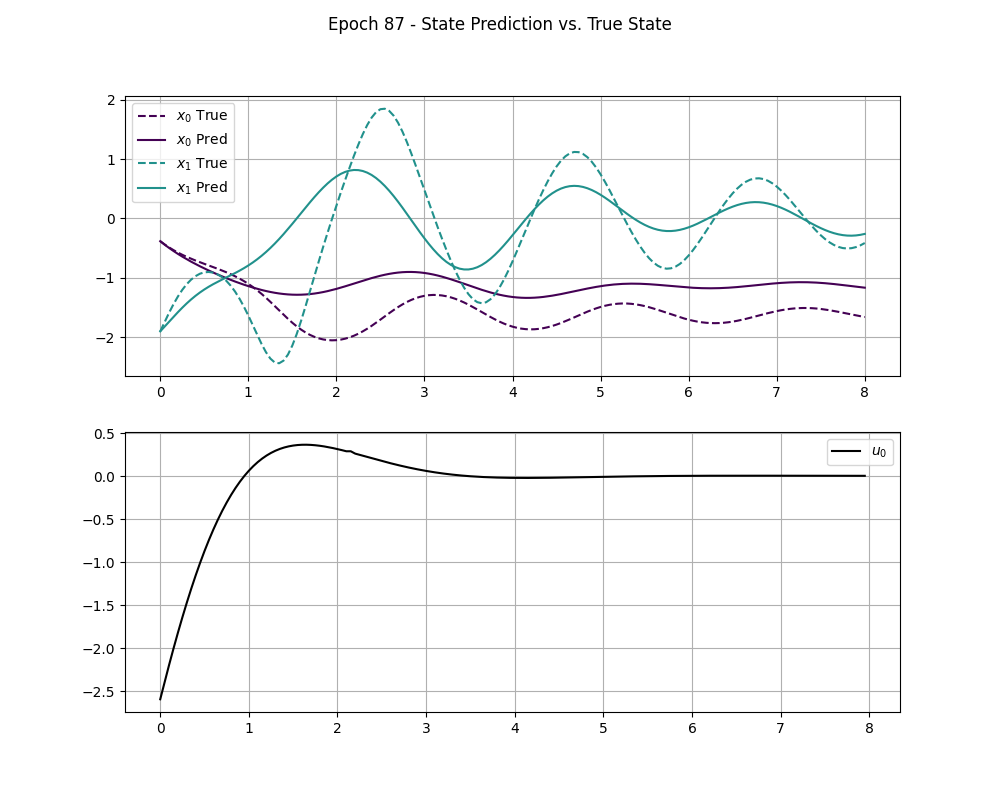 Epoch 87 - State Prediction vs. True State
2
1
0
−1
−2
x₀ True
x₀ Pred
x₁ True
x₁ Pred
0 1 2 3 4 5 6 7 8
0.5
0.0
−0.5
−1.0
−1.5
−2.0
−2.5
u₀
0 1 2 3 4 5 6 7 8